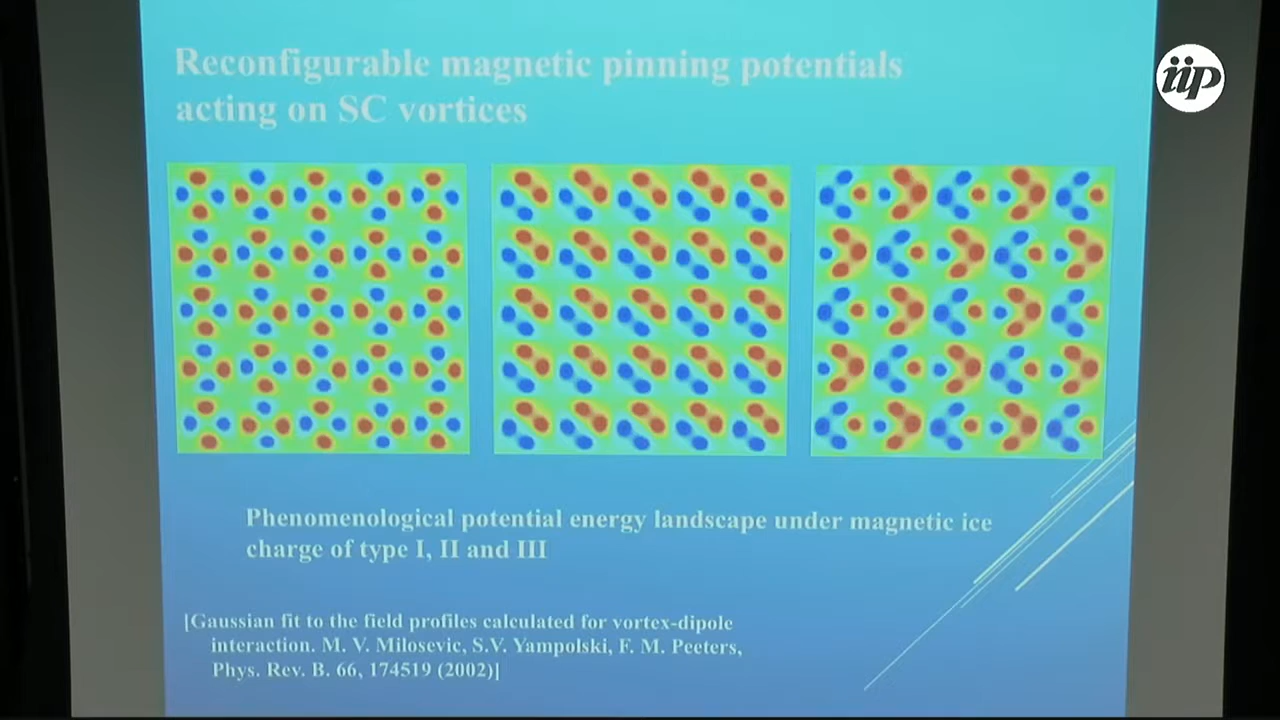 Reconfigurable magnetic pinning potentials
acting on SC vortices
iip
Phenomenological potential energy landscape under magnetic ice
charge of type I, II and III
[Gaussian fit to the field profiles calculated for vortex-dipole
interaction. M. V. Milosevic, S.V. Yampolski, F. M. Peeters,
Phys. Rev. B. 66, 174519 (2002)]